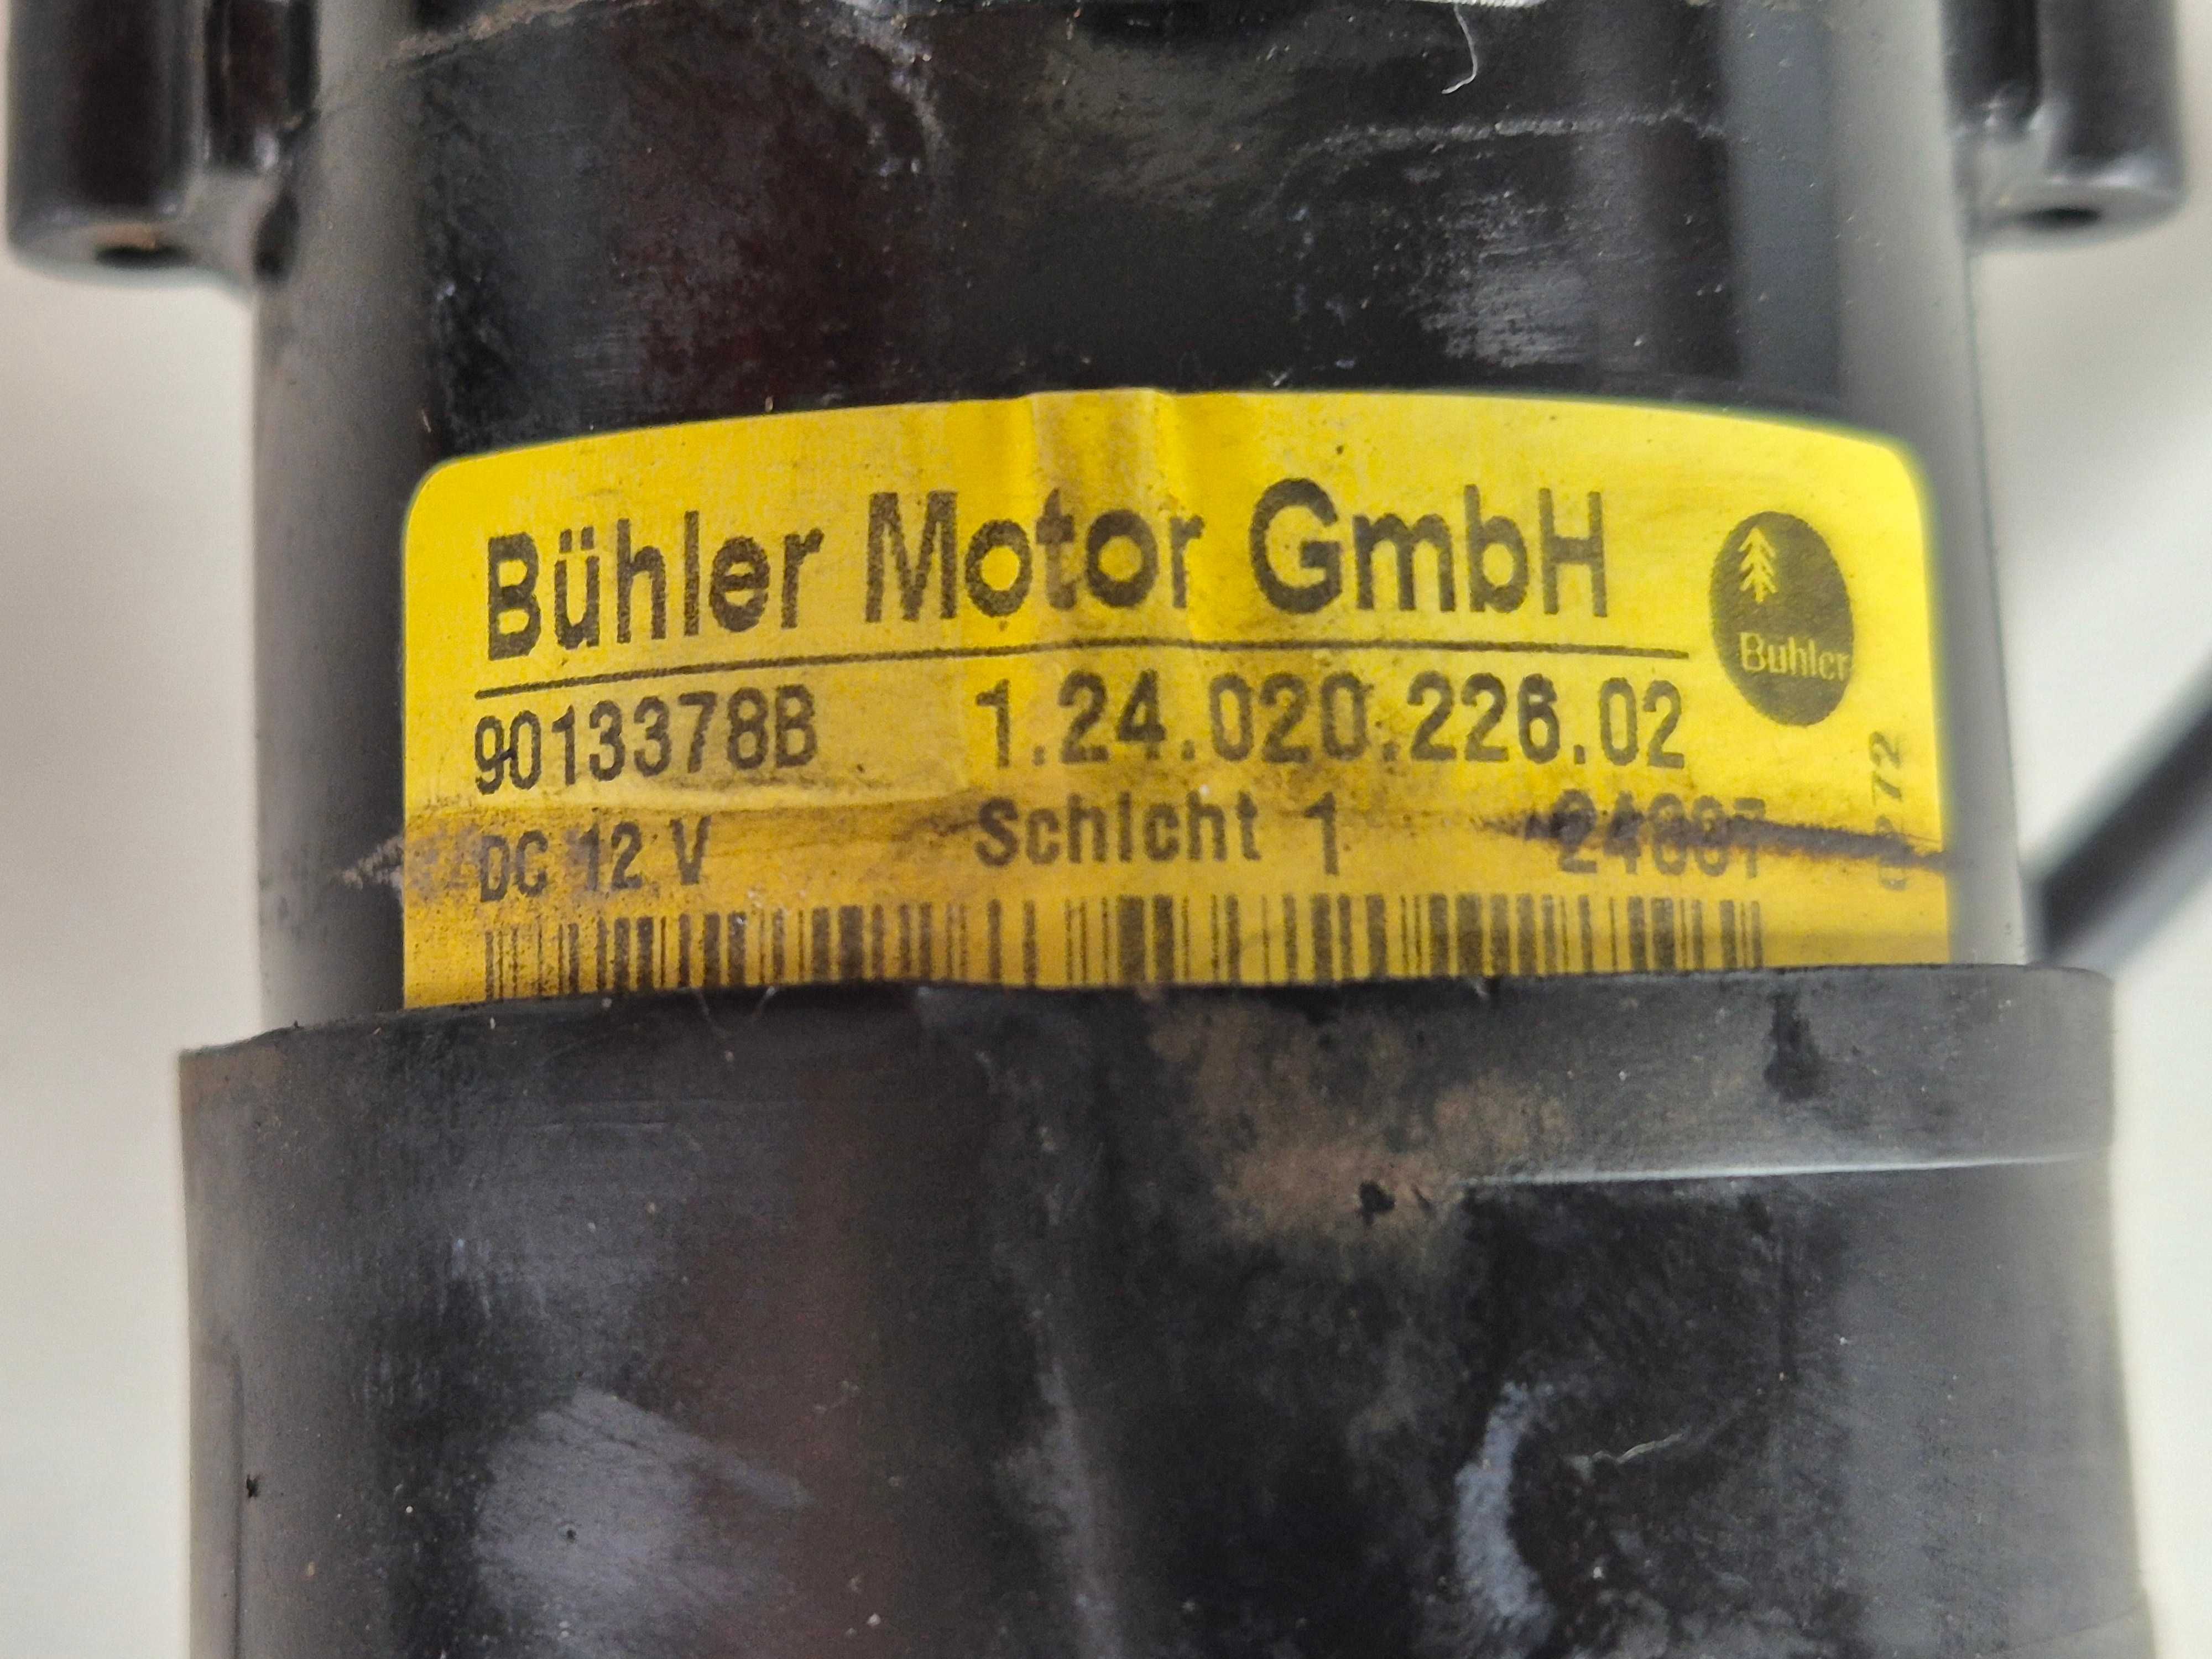 Bühler Motor GmbH
Bühler
9013378B 1.24.020.226.02
DC 12 V Schicht 1